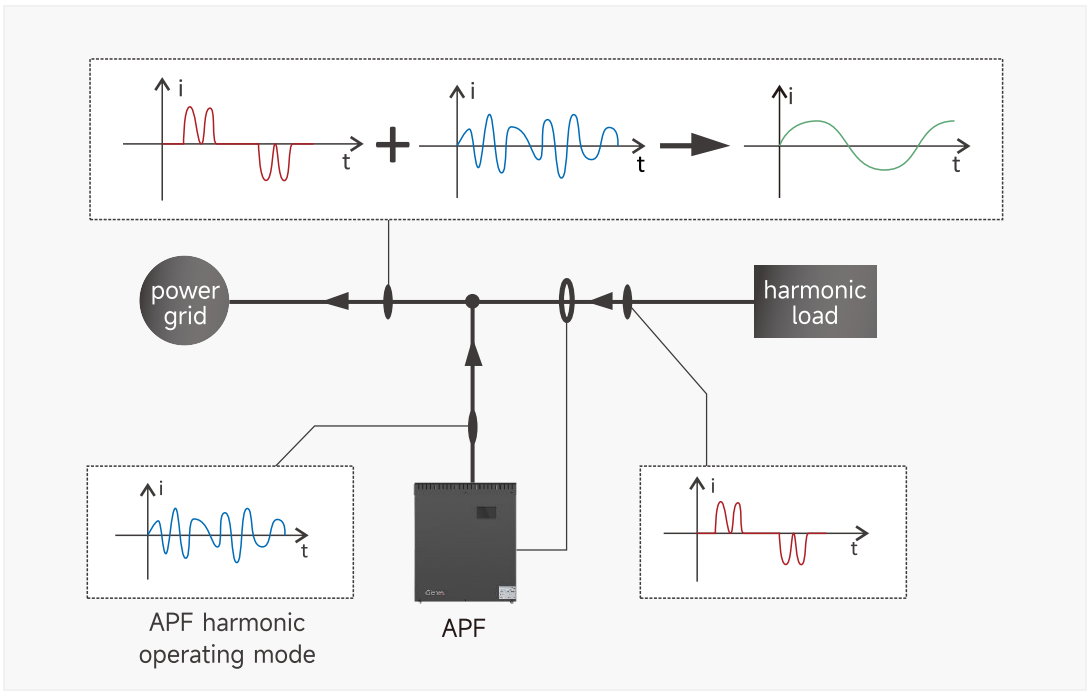 i
t
i
t
i
t
power
grid
harmonic
load
i
t
i
t
APF harmonic
operating mode
APF